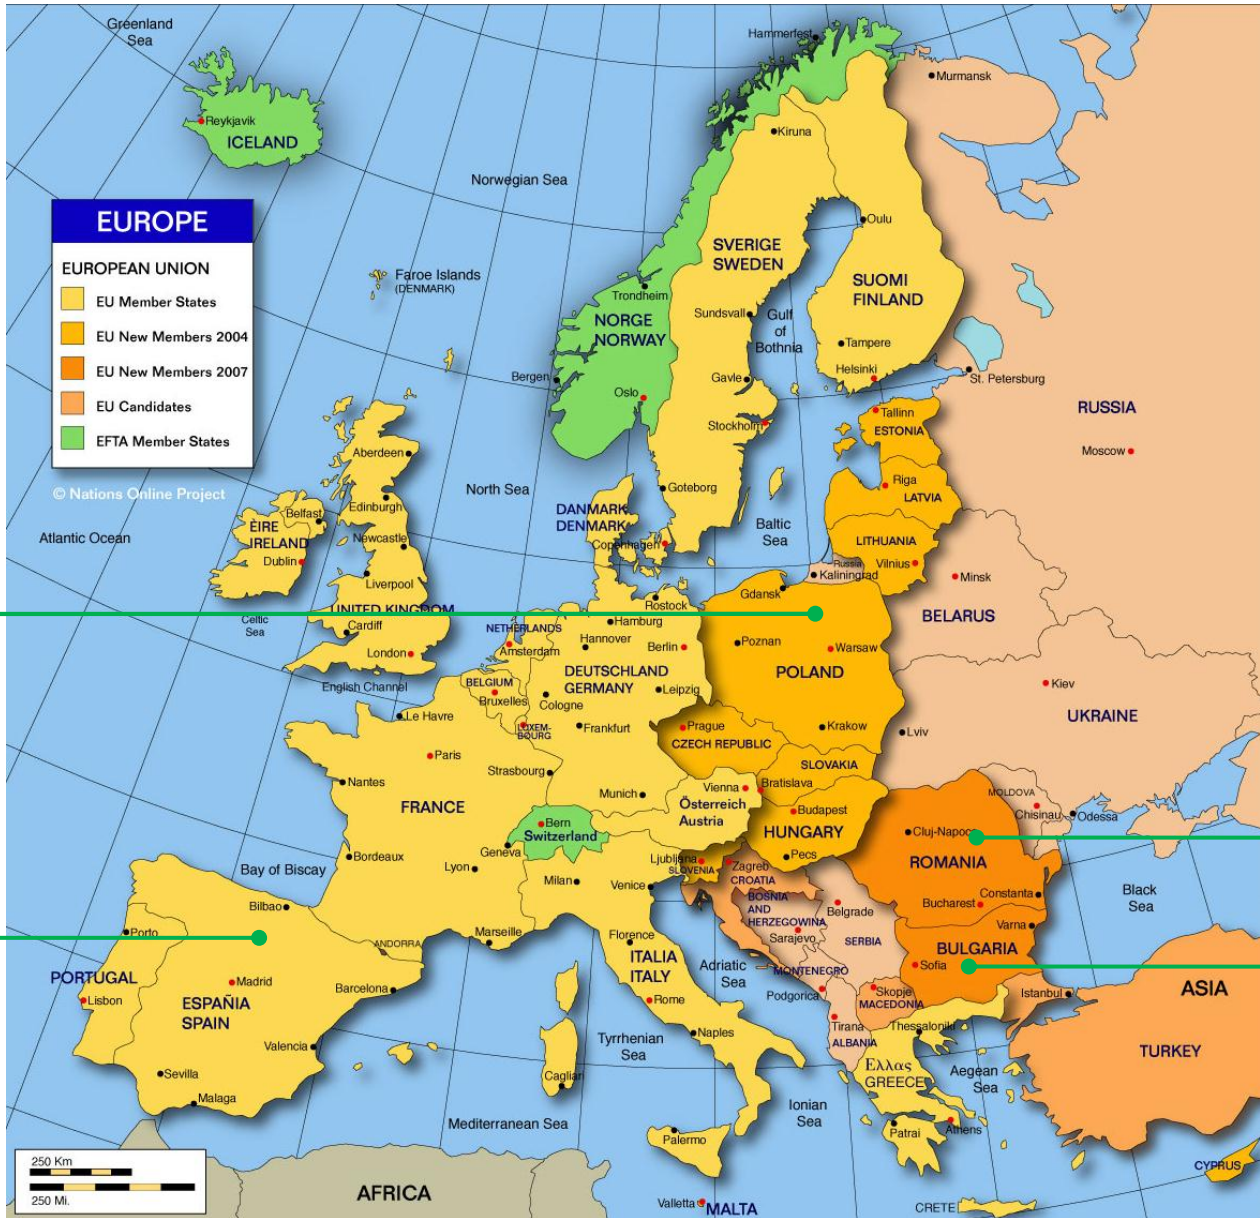 Greenland
Sea
Hammerfest
Murmansk
Reykjavik
ICELAND
Kiruna
Norwegian Sea
EUROPE
EUROPEAN UNION
EU Member States
EU New Members 2004
EU New Members 2007
EU Candidates
EFTA Member States
© Nations Online Project
Faroe Islands
(DENMARK)
Oulu
SVERIGE
SWEDEN
SUOMI
FINLAND
Trondheim
NORGE
NORWAY
Sundsvall
Gulf
of
Bothnia
Tampere
Helsinki
St. Petersburg
Bergen
Oslo
Gavle
Stockholm
Tallinn
ESTONIA
RUSSIA
Moscow
Aberdeen
North Sea
Goteborg
Riga
LATVIA
Edinburgh
Belfast
ÈIRE
IRELAND
Dublin
Newcastle
Liverpool
Atlantic Ocean
DANMARK
DENMARK
Copenhagen
Baltic
Sea
LITHUANIA
Vilnius
Russia
Kaliningrad
Minsk
BELARUS
UNITED KINGDOM
Celtic
Sea
Cardiff
London
English Channel
Rostock
Hamburg
Hannover
Berlin
Gdansk
Poznan
Warsaw
POLAND
NETHERLANDS
Amsterdam
BELGIUM
Bruxelles
DEUTSCHLAND
GERMANY
Leipzig
Cologne
LUXEM-
BOURG
Frankfurt
Prague
CZECH REPUBLIC
Krakow
Lviv
Kiev
UKRAINE
Le Havre
Paris
Strasbourg
Nantes
FRANCE
Munich
Vienna
Österreich
Austria
SLOVAKIA
Bratislava
Budapest
HUNGARY
Pecs
MOLDOVA
Chisinau
Odessa
Bern
Switzerland
Geneva
Bordeaux
Lyon
Bay of Biscay
Milan
Venice
Ljubljana
SLOVENIA
Zagreb
CROATIA
BOSNIA
AND
HERZEGOWINA
Sarajevo
Belgrade
SERBIA
Cluj-Napoc
ROMANIA
Constanta
Bucharest
Varna
BULGARIA
Sofia
Black
Sea
Bilbao
Porto
PORTUGAL
Lisbon
Madrid
ESPAÑIA
SPAIN
ANDORRA
Marseille
Barcelona
Valencia
Sevilla
Malaga
Florence
ITALIA
ITALY
Rome
Naples
Adriatic
Sea
MONTENEGRO
Podgorica
Skopje
MACEDONIA
Tirana
ALBANIA
Istanbul
ASIA
TURKEY
Thessaloniki
Ελλας
GREECE
Aegean
Sea
Athens
Patrai
Tyrrhenian
Sea
Cagliari
Mediterranean Sea
Ionian
Sea
Palermo
250 Km
250 Mi.
AFRICA
Valletta
MALTA
CRETE
CYPRUS